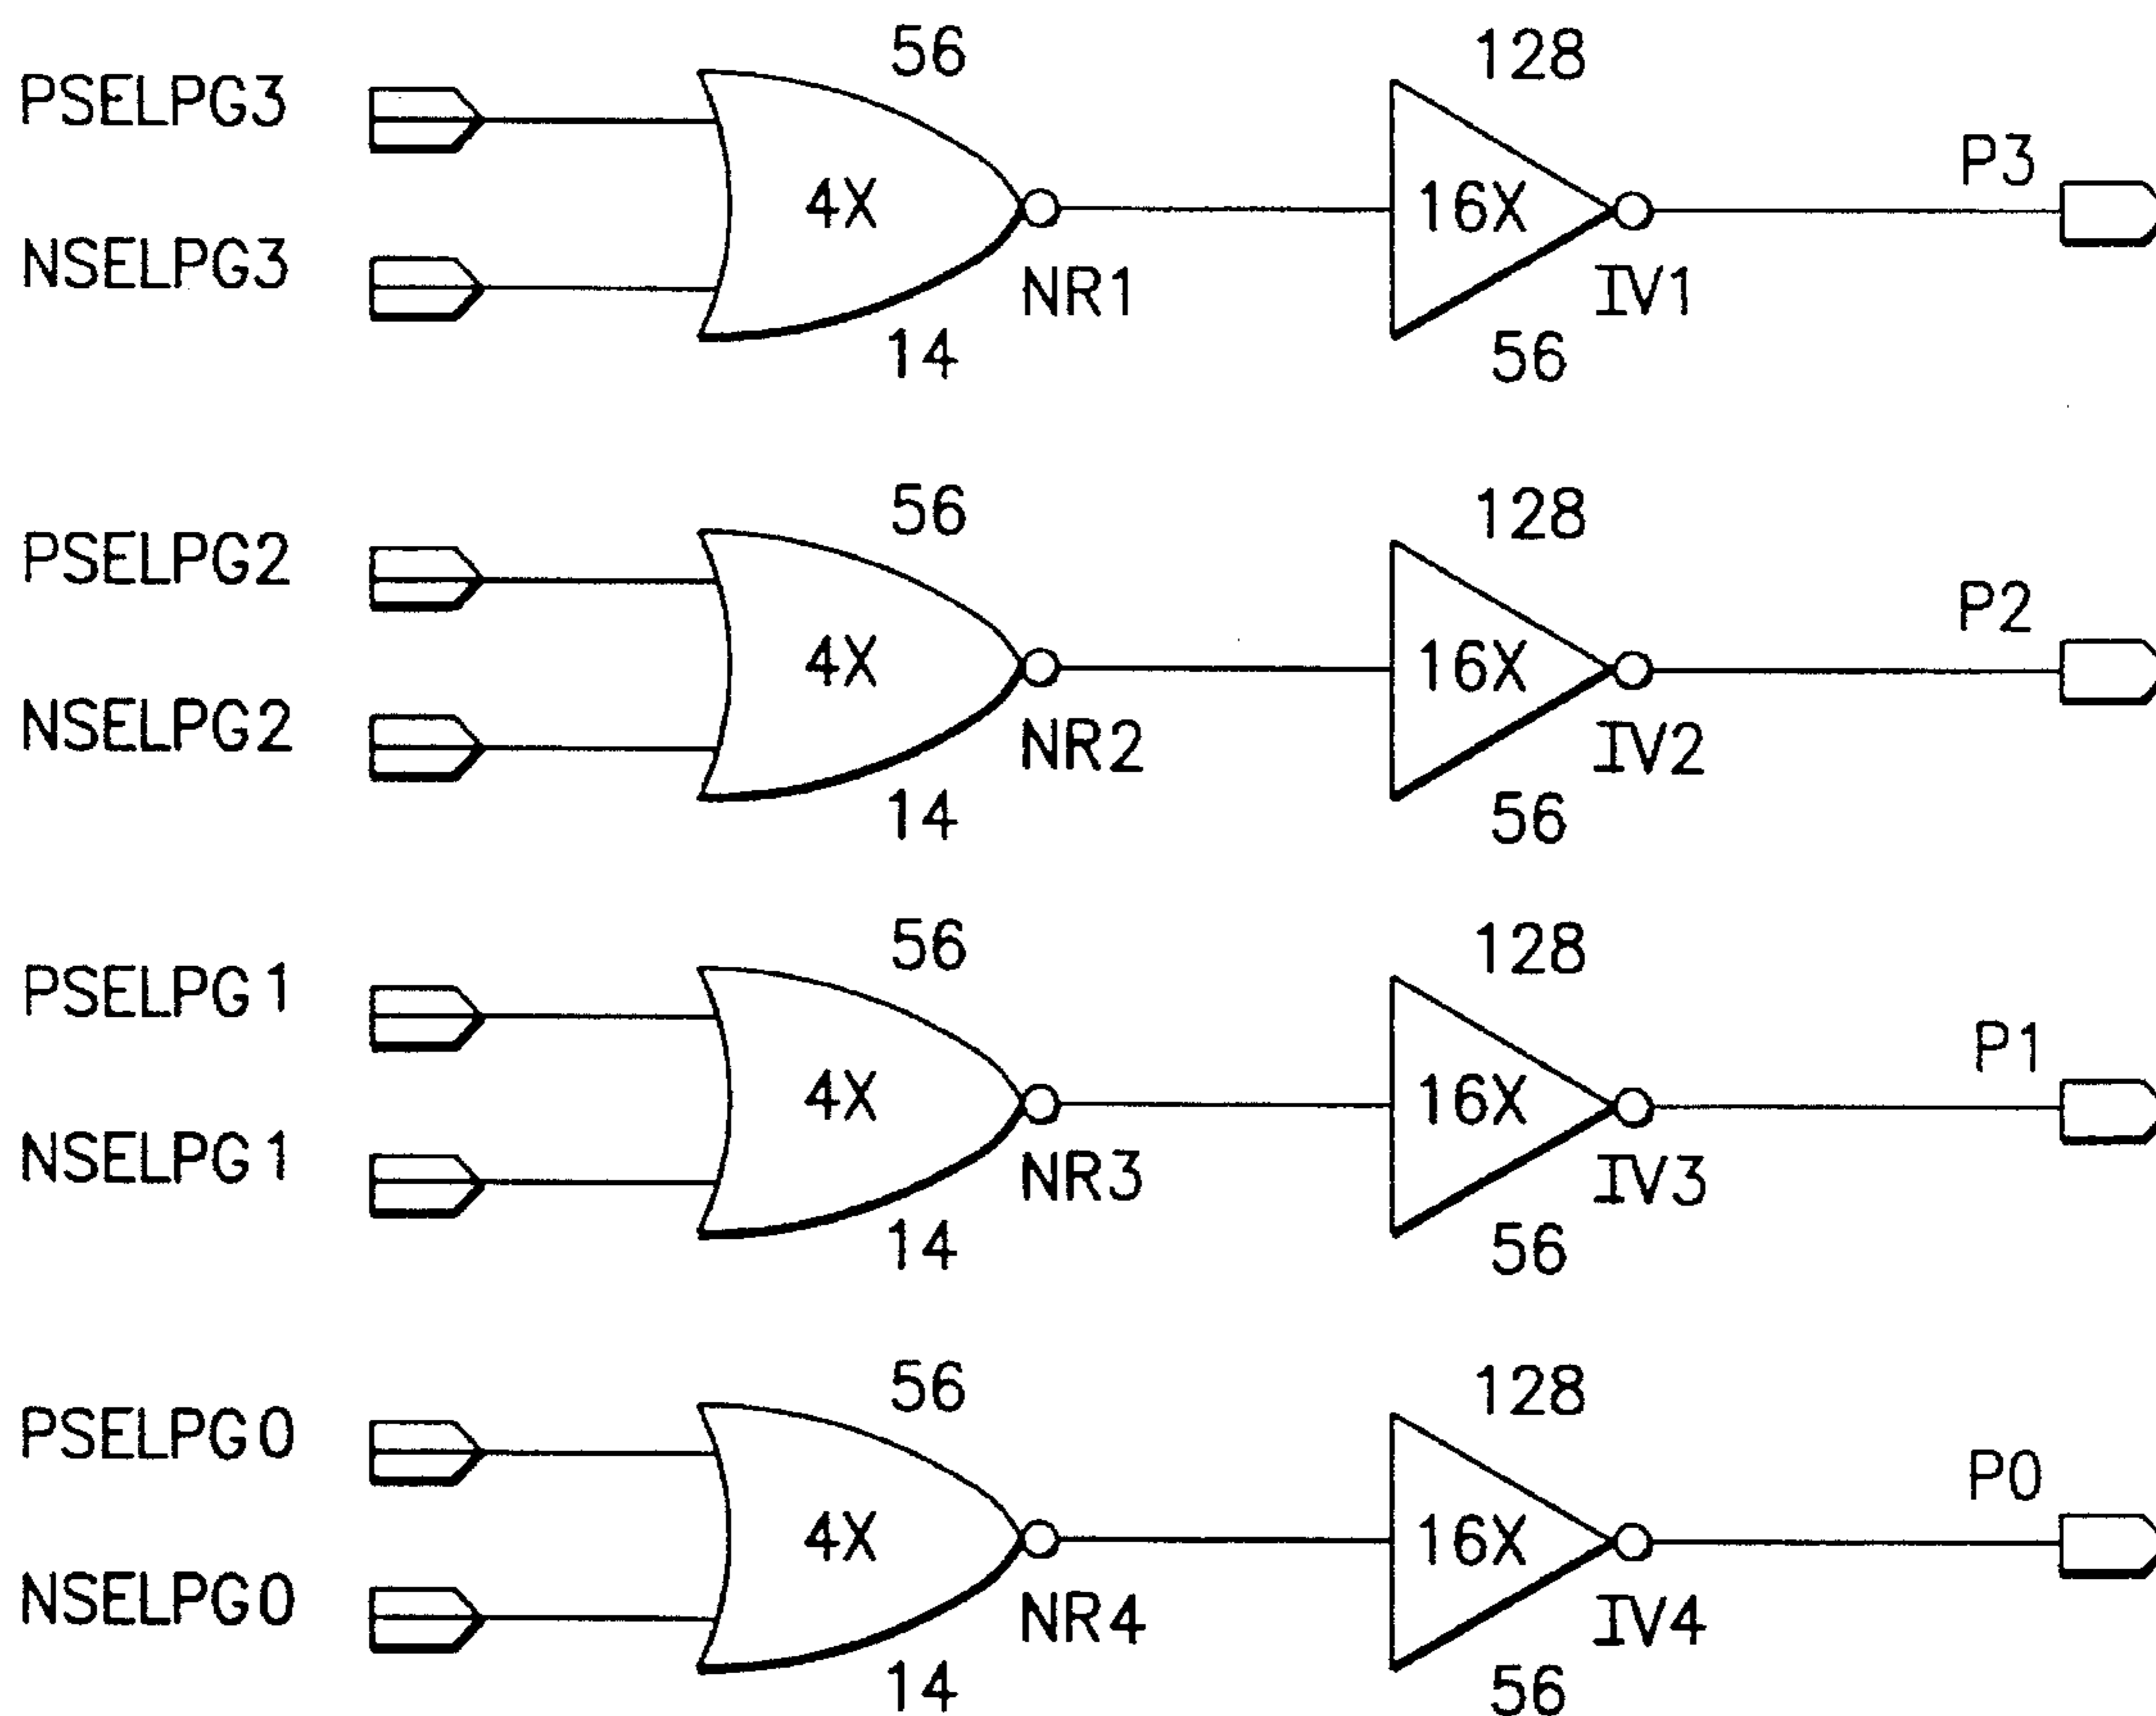 56 128
PSELPG3 P3
4X 16X
NSELPG3 NR1 IV1
14 56
56 128
PSELPG2 P2
4X 16X
NSELPG2 NR2 IV2
14 56
56 128
PSELPG1 P1
4X 16X
NSELPG1 NR3 IV3
14 56
56 128
PSELPG0 P0
4X 16X
NSELPG0 NR4 IV4
14 56